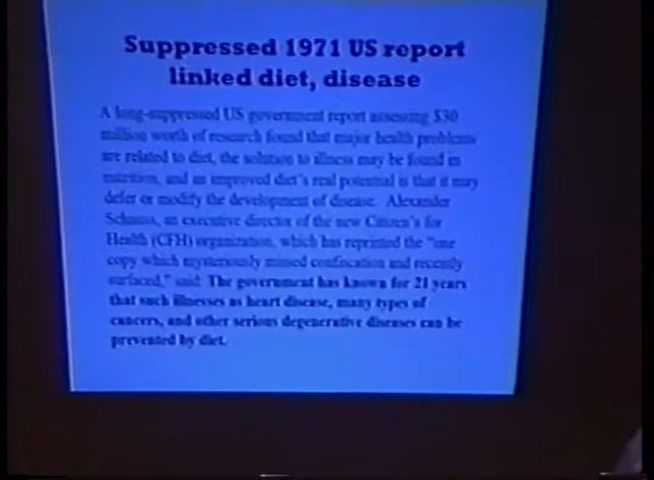 Suppressed 1971 US report
linked diet, disease
A long-suppressed US government report assessing $30
million worth of research found that major health problems
are related to diet, the solution to illness may be found in
nutrition, and an improved diet's real potential is that it may
defer or modify the development of disease. Alexander
Schauss, an executive director of the new Citizen's for
Health (CFH) organization, which has reprinted the "one
copy which mysteriously missed confiscation and recently
surfaced," said: The government has known for 21 years
that such illnesses as heart disease, many types of
cancers, and other serious degenerative diseases can be
prevented by diet.